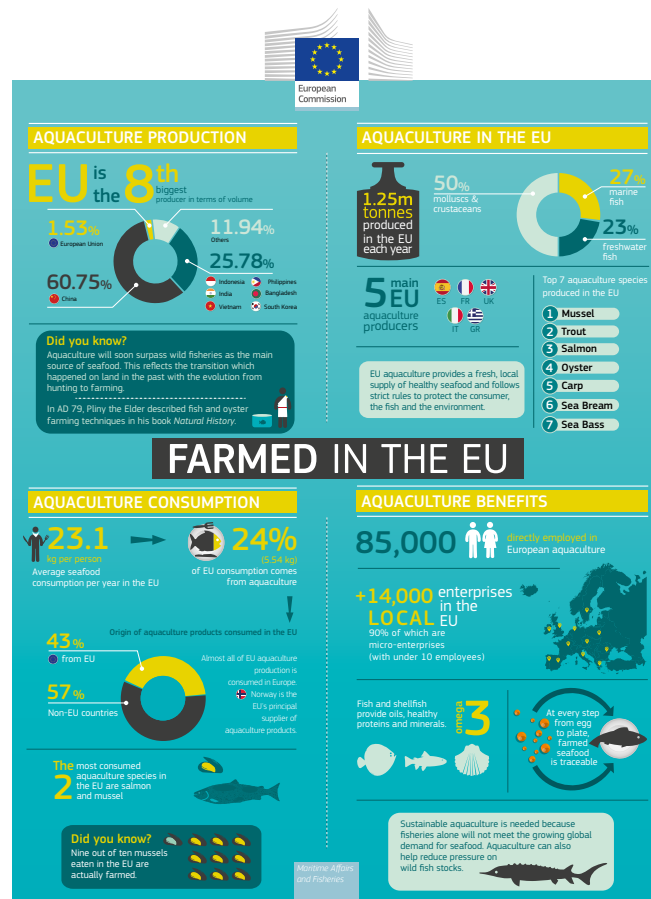 European
Commission
AQUACULTURE PRODUCTION
EU is the 8th
biggest
producer in terms of volume
1.53%
European Union
11.94%
Others
25.78%
Indonesia
Philippines
India
Bangladesh
Vietnam
South Korea
60.75%
China
Did you know?
Aquaculture will soon surpass wild fisheries as the main
source of seafood. This reflects the transition which
happened on land in the past with the evolution from
hunting to farming.
In AD 79, Pliny the Elder described fish and oyster
farming techniques in his book Natural History.
AQUACULTURE IN THE EU
1.25m
tonnes
produced
in the EU
each year
50%
molluscs &
crustaceans
27%
marine
fish
23%
freshwater
fish
5 main
EU
aquaculture
producers
ES FR UK
IT GR
EU aquaculture provides a fresh, local
supply of healthy seafood and follows
strict rules to protect the consumer,
the fish and the environment.
Top 7 aquaculture species
produced in the EU
1 Mussel
2 Trout
3 Salmon
4 Oyster
5 Carp
6 Sea Bream
7 Sea Bass
FARMED IN THE EU
AQUACULTURE CONSUMPTION
23.1
kg per person
Average seafood
consumption per year in the EU
24%
(5.54 kg)
of EU consumption comes
from aquaculture
Origin of aquaculture products consumed in the EU
43%
from EU
57%
Non-EU countries
Almost all of EU aquaculture
production is
consumed in Europe.
Norway is the
EU's principal
supplier of
aquaculture products.
The 2 most consumed
aquaculture species in
the EU are salmon
and mussel
Did you know?
Nine out of ten mussels
eaten in the EU are
actually farmed.
AQUACULTURE BENEFITS
85,000
directly employed in
European aquaculture
+14,000 enterprises
in the
LOCAL EU
90% of which are
micro-enterprises
(with under 10 employees)
Fish and shellfish
provide oils, healthy
proteins and minerals.
omega 3
At every step
from egg
to plate,
farmed
seafood
is traceable
Sustainable aquaculture is needed because
fisheries alone will not meet the growing global
demand for seafood. Aquaculture can also
help reduce pressure on
wild fish stocks.
Maritime Affairs
and Fisheries